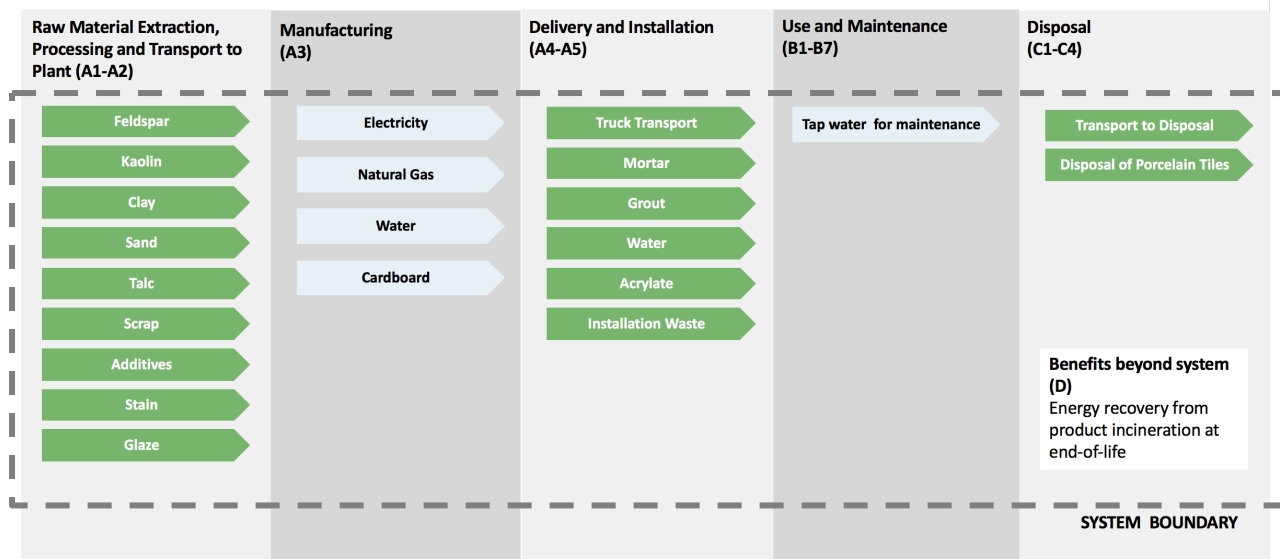 Raw Material Extraction,
Processing and Transport to
Plant (A1-A2)
Feldspar
Kaolin
Clay
Sand
Talc
Scrap
Additives
Stain
Glaze
Manufacturing
(A3)
Electricity
Natural Gas
Water
Cardboard
Delivery and Installation
(A4-A5)
Truck Transport
Mortar
Grout
Water
Acrylate
Installation Waste
Use and Maintenance
(B1-B7)
Tap water for maintenance
Disposal
(C1-C4)
Transport to Disposal
Disposal of Porcelain Tiles
Benefits beyond system
(D)
Energy recovery from
product incineration at
end-of-life
SYSTEM BOUNDARY